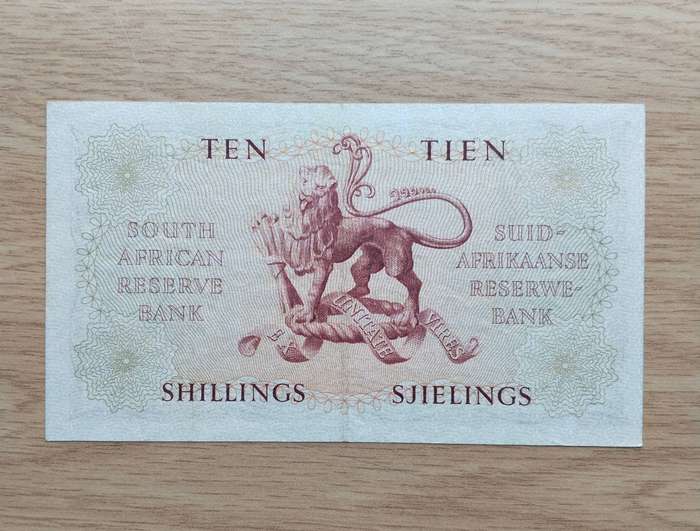 TEN TIEN
SOUTH
AFRICAN
RESERVE
BANK
SUID-
AFRIKAANSE
RESERWE-
BANK
EX UNITATE VIRES
SHILLINGS SJIELINGS